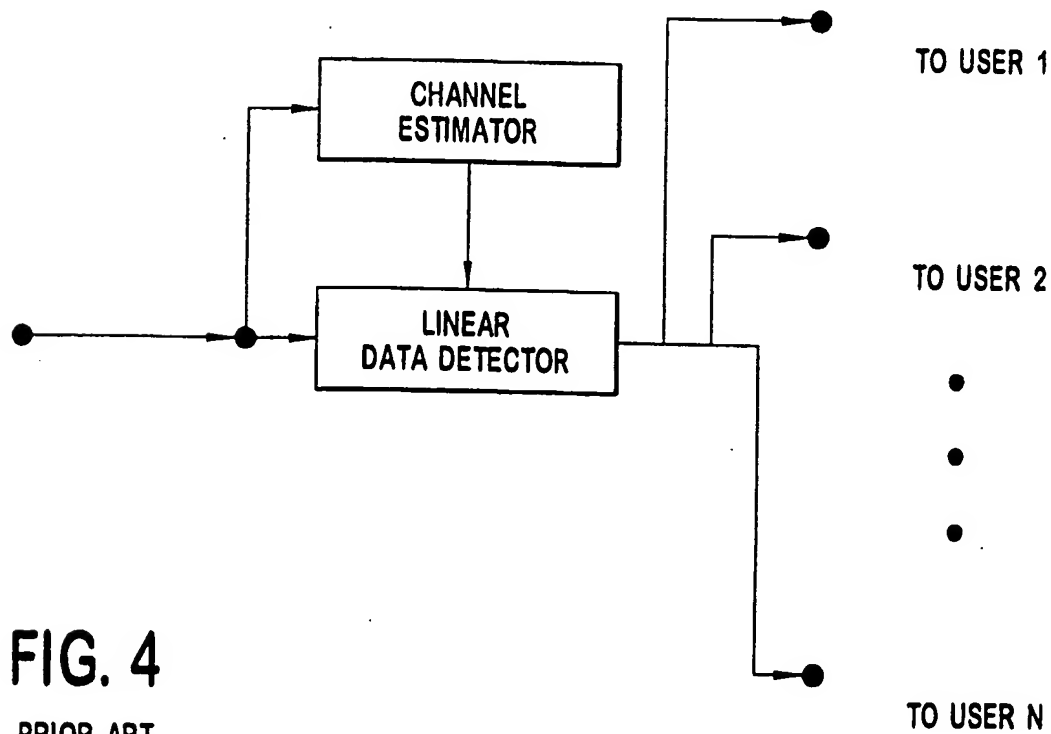 CHANNEL
ESTIMATOR
TO USER 1
TO USER 2
LINEAR
DATA DETECTOR
FIG. 4
PRIOR ART
TO USER N